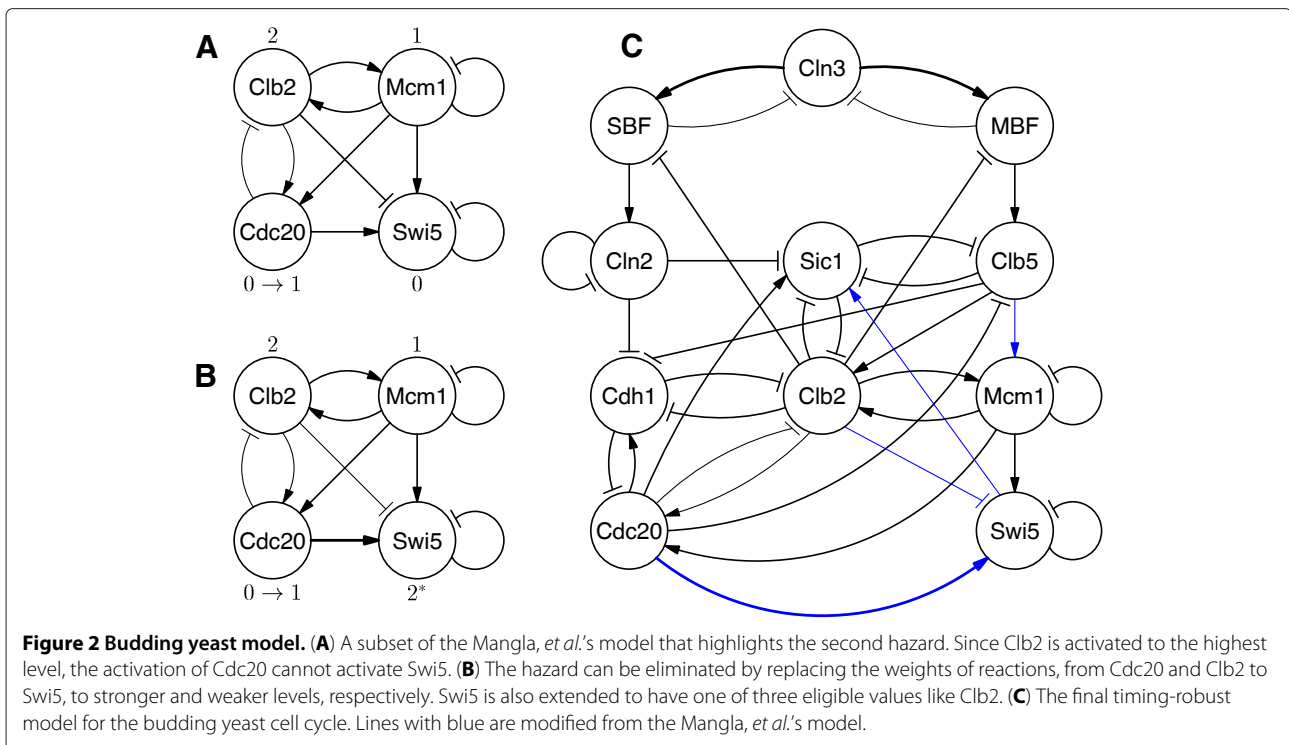 A
2
1
Clb2
Mcm1
Cdc20
Swi5
0 → 1
0
B
2
1
Clb2
Mcm1
Cdc20
Swi5
0 → 1
2*
C
Cln3
SBF
MBF
Cln2
Sic1
Clb5
Cdh1
Clb2
Mcm1
Cdc20
Swi5
Figure 2 Budding yeast model. (A) A subset of the Mangla, et al.'s model that highlights the second hazard. Since Clb2 is activated to the highest
level, the activation of Cdc20 cannot activate Swi5. (B) The hazard can be eliminated by replacing the weights of reactions, from Cdc20 and Clb2 to
Swi5, to stronger and weaker levels, respectively. Swi5 is also extended to have one of three eligible values like Clb2. (C) The final timing-robust
model for the budding yeast cell cycle. Lines with blue are modified from the Mangla, et al.'s model.